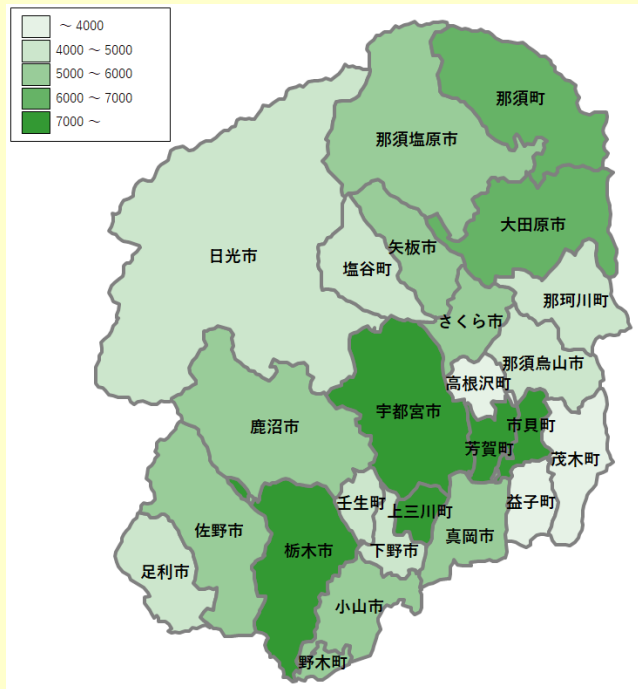 ～ 4000
4000 ～ 5000
5000 ～ 6000
6000 ～ 7000
7000 ～
那須町
那須塩原市
大田原市
矢板市
日光市
塩谷町
那珂川町
さくら市
那須烏山市
高根沢町
宇都宮市
市貝町
鹿沼市
芳賀町
茂木町
壬生町
上三川町
益子町
佐野市
真岡市
栃木市
下野市
足利市
小山市
野木町